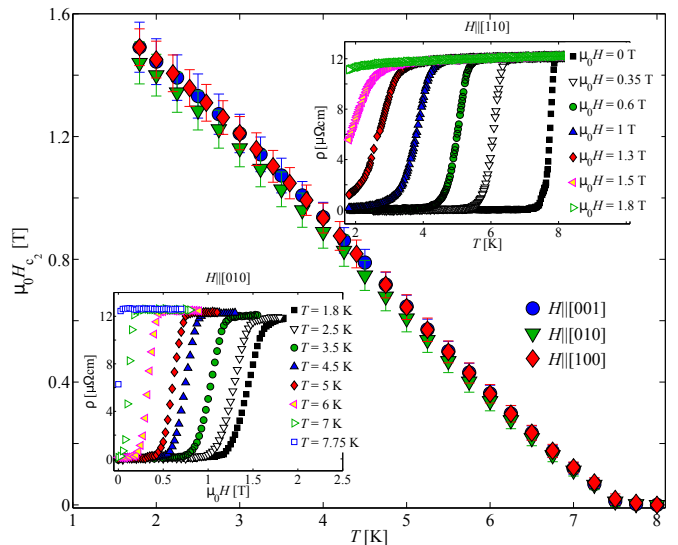 1.6
1.2
0.8
0.4
0
μ₀H_c₂ [T]
1 2 3 4 5 6 7 8
T [K]
H||[001]
H||[010]
H||[100]
H||[110]
12
8
4
0
ρ [μΩcm]
2 4 6 8
T [K]
μ₀H = 0 T
μ₀H = 0.35 T
μ₀H = 0.6 T
μ₀H = 1 T
μ₀H = 1.3 T
μ₀H = 1.5 T
μ₀H = 1.8 T
H||[010]
12
8
4
0
ρ [μΩcm]
0 0.5 1 1.5 2 2.5
μ₀H [T]
T = 1.8 K
T = 2.5 K
T = 3.5 K
T = 4.5 K
T = 5 K
T = 6 K
T = 7 K
T = 7.75 K